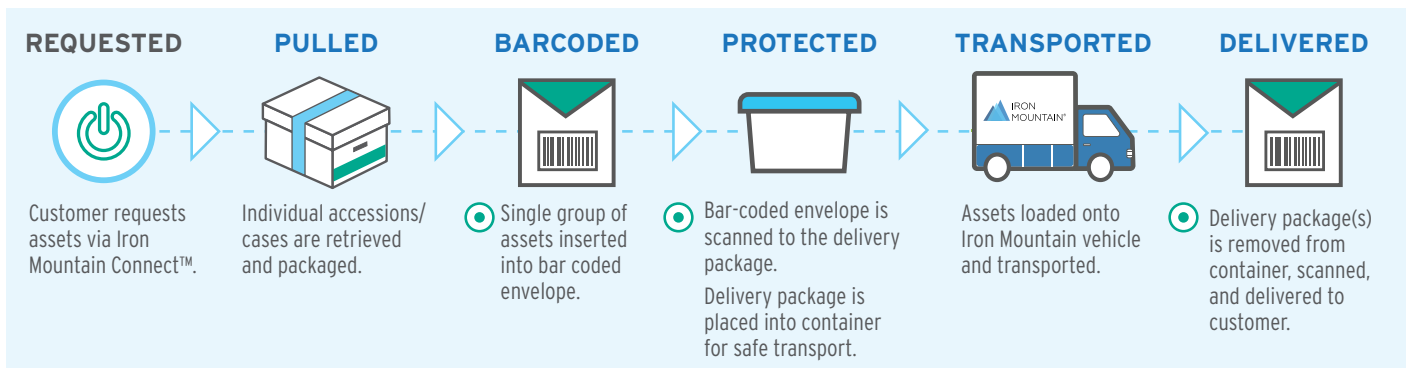 REQUESTED
Customer requests
assets via Iron
Mountain Connect™.
PULLED
Individual accessions/
cases are retrieved
and packaged.
BARCODED
Single group of
assets inserted
into bar coded
envelope.
PROTECTED
Bar-coded envelope is
scanned to the delivery
package.
Delivery package is
placed into container
for safe transport.
TRANSPORTED
IRON
MOUNTAIN®
Assets loaded onto
Iron Mountain vehicle
and transported.
DELIVERED
Delivery package(s)
is removed from
container, scanned,
and delivered to
customer.